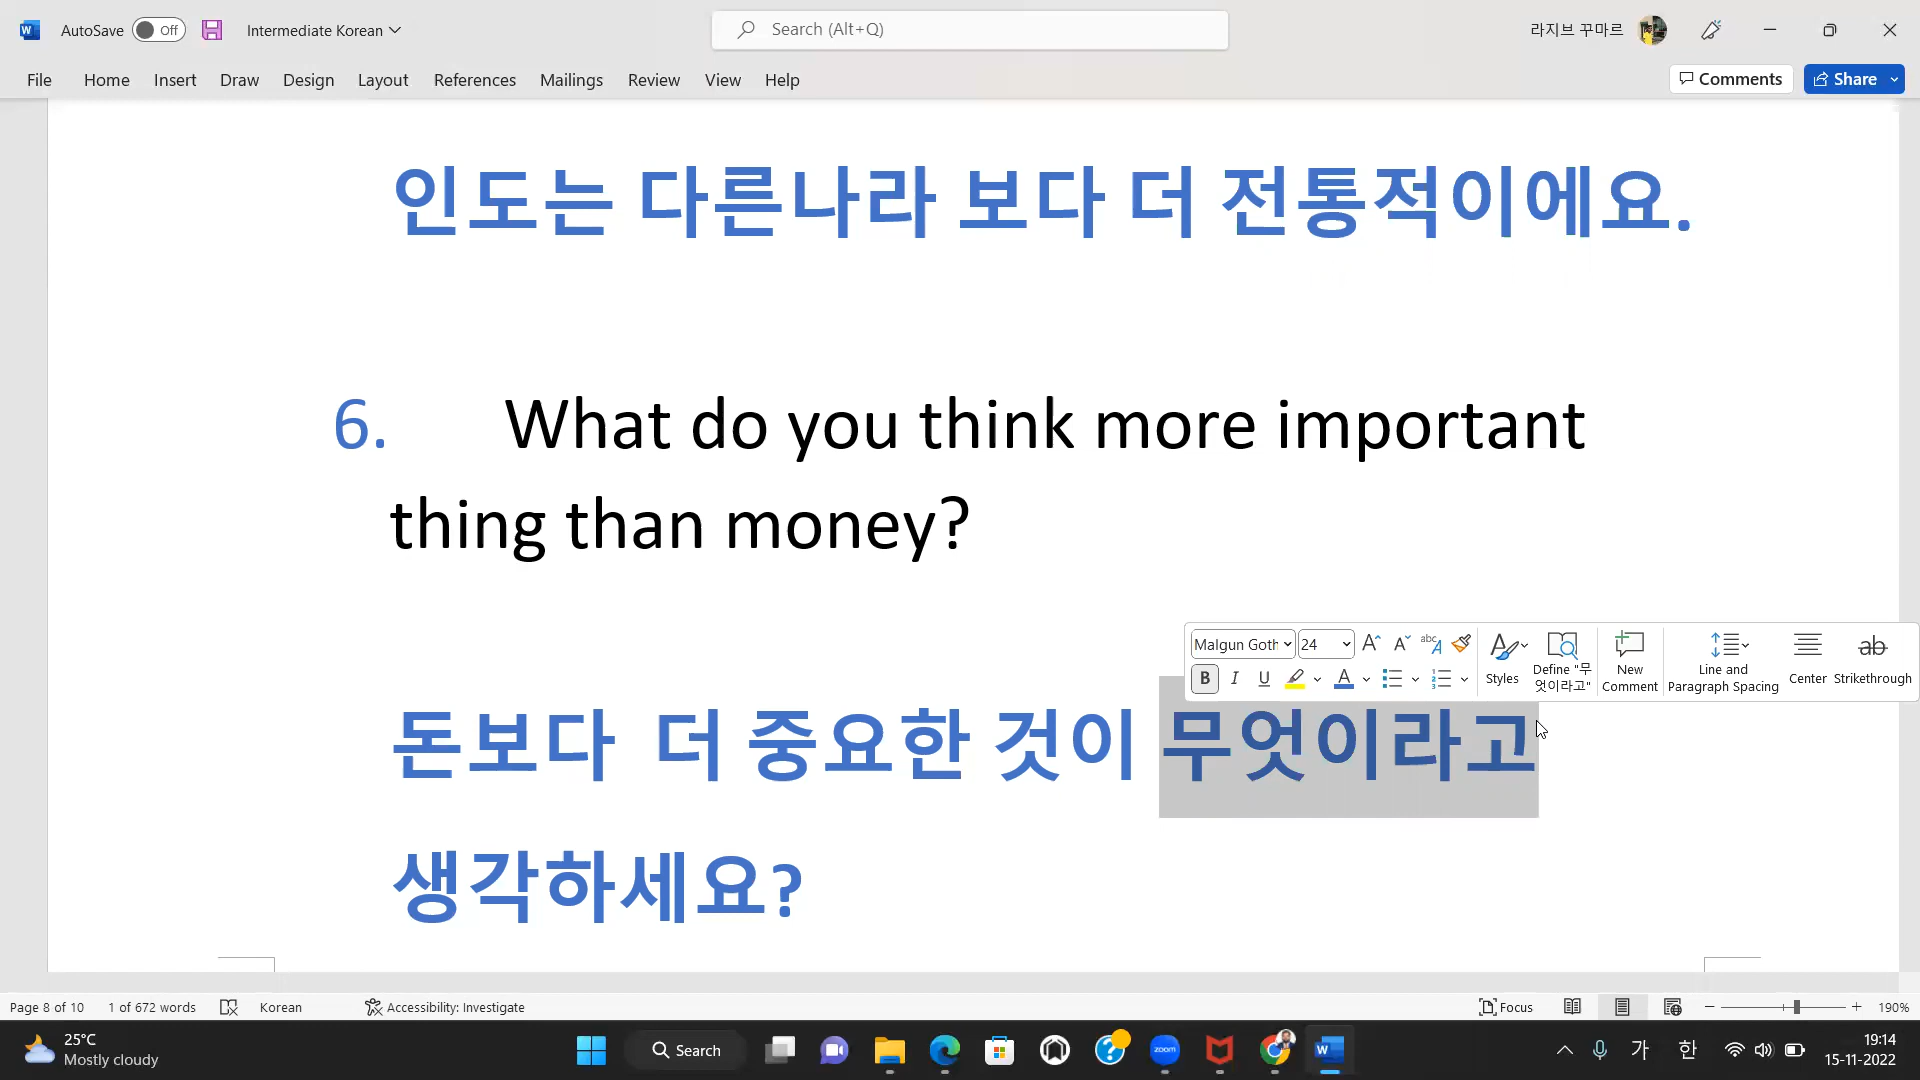 AutoSave Off Intermediate Korean Search (Alt+Q) 라지브 꾸마르
File Home Insert Draw Design Layout References Mailings Review View Help Comments Share
인도는 다른나라 보다 더 전통적이에요.
6. What do you think more important
thing than money?
Malgun Goth 24
Styles
Define "무
엇이라고"
New
Comment
Line and
Paragraph Spacing
Center
Strikethrough
돈보다 더 중요한 것이 무엇이라고
생각하세요?
Page 8 of 10 1 of 672 words Korean Accessibility: Investigate Focus 190%
25°C
Mostly cloudy
Search
zoom
가 한
19:14
15-11-2022